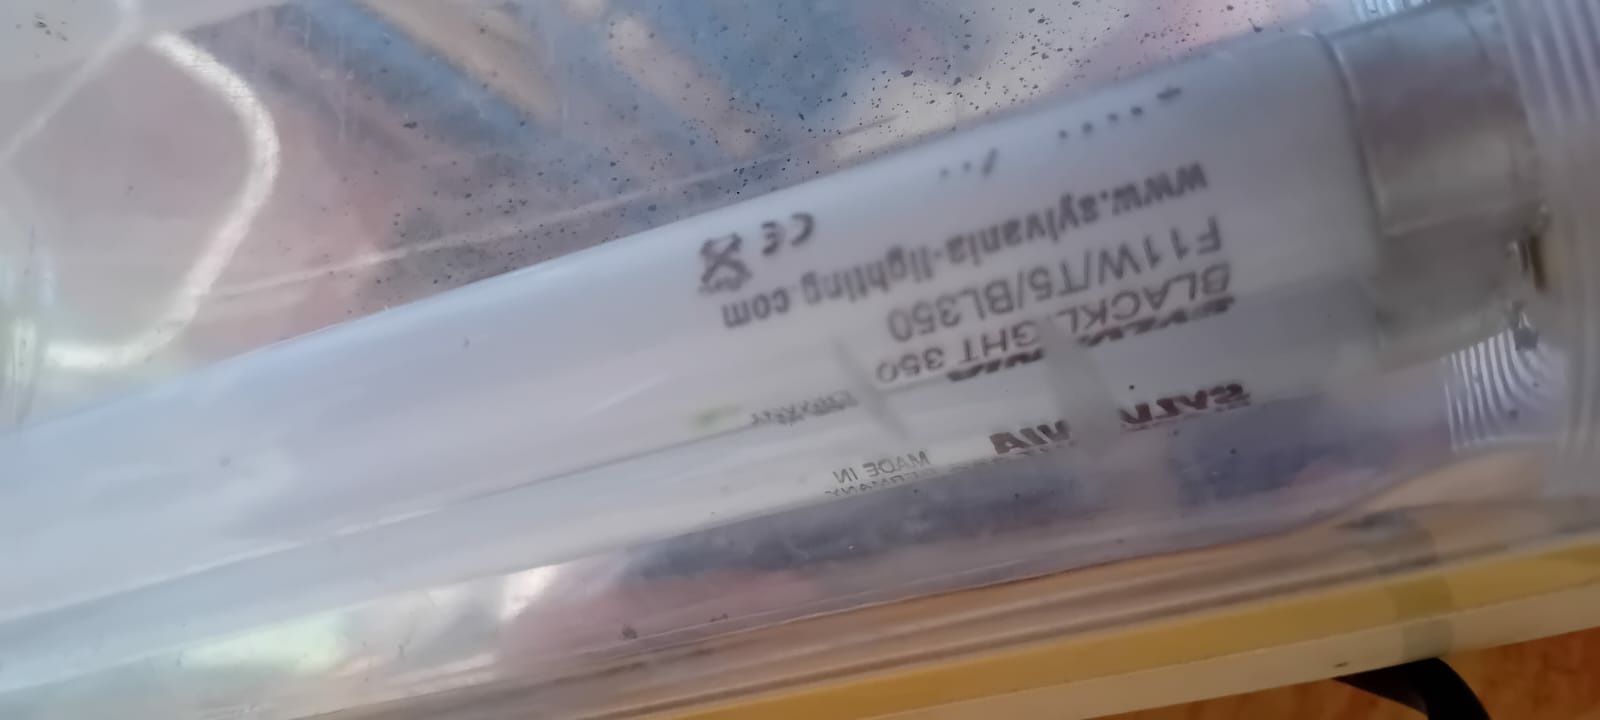 SYLVANIA
BLACKLIGHT 350
F11W/T5/BL350
www.sylvania-lighting.com
CE
MADE IN
GERMANY